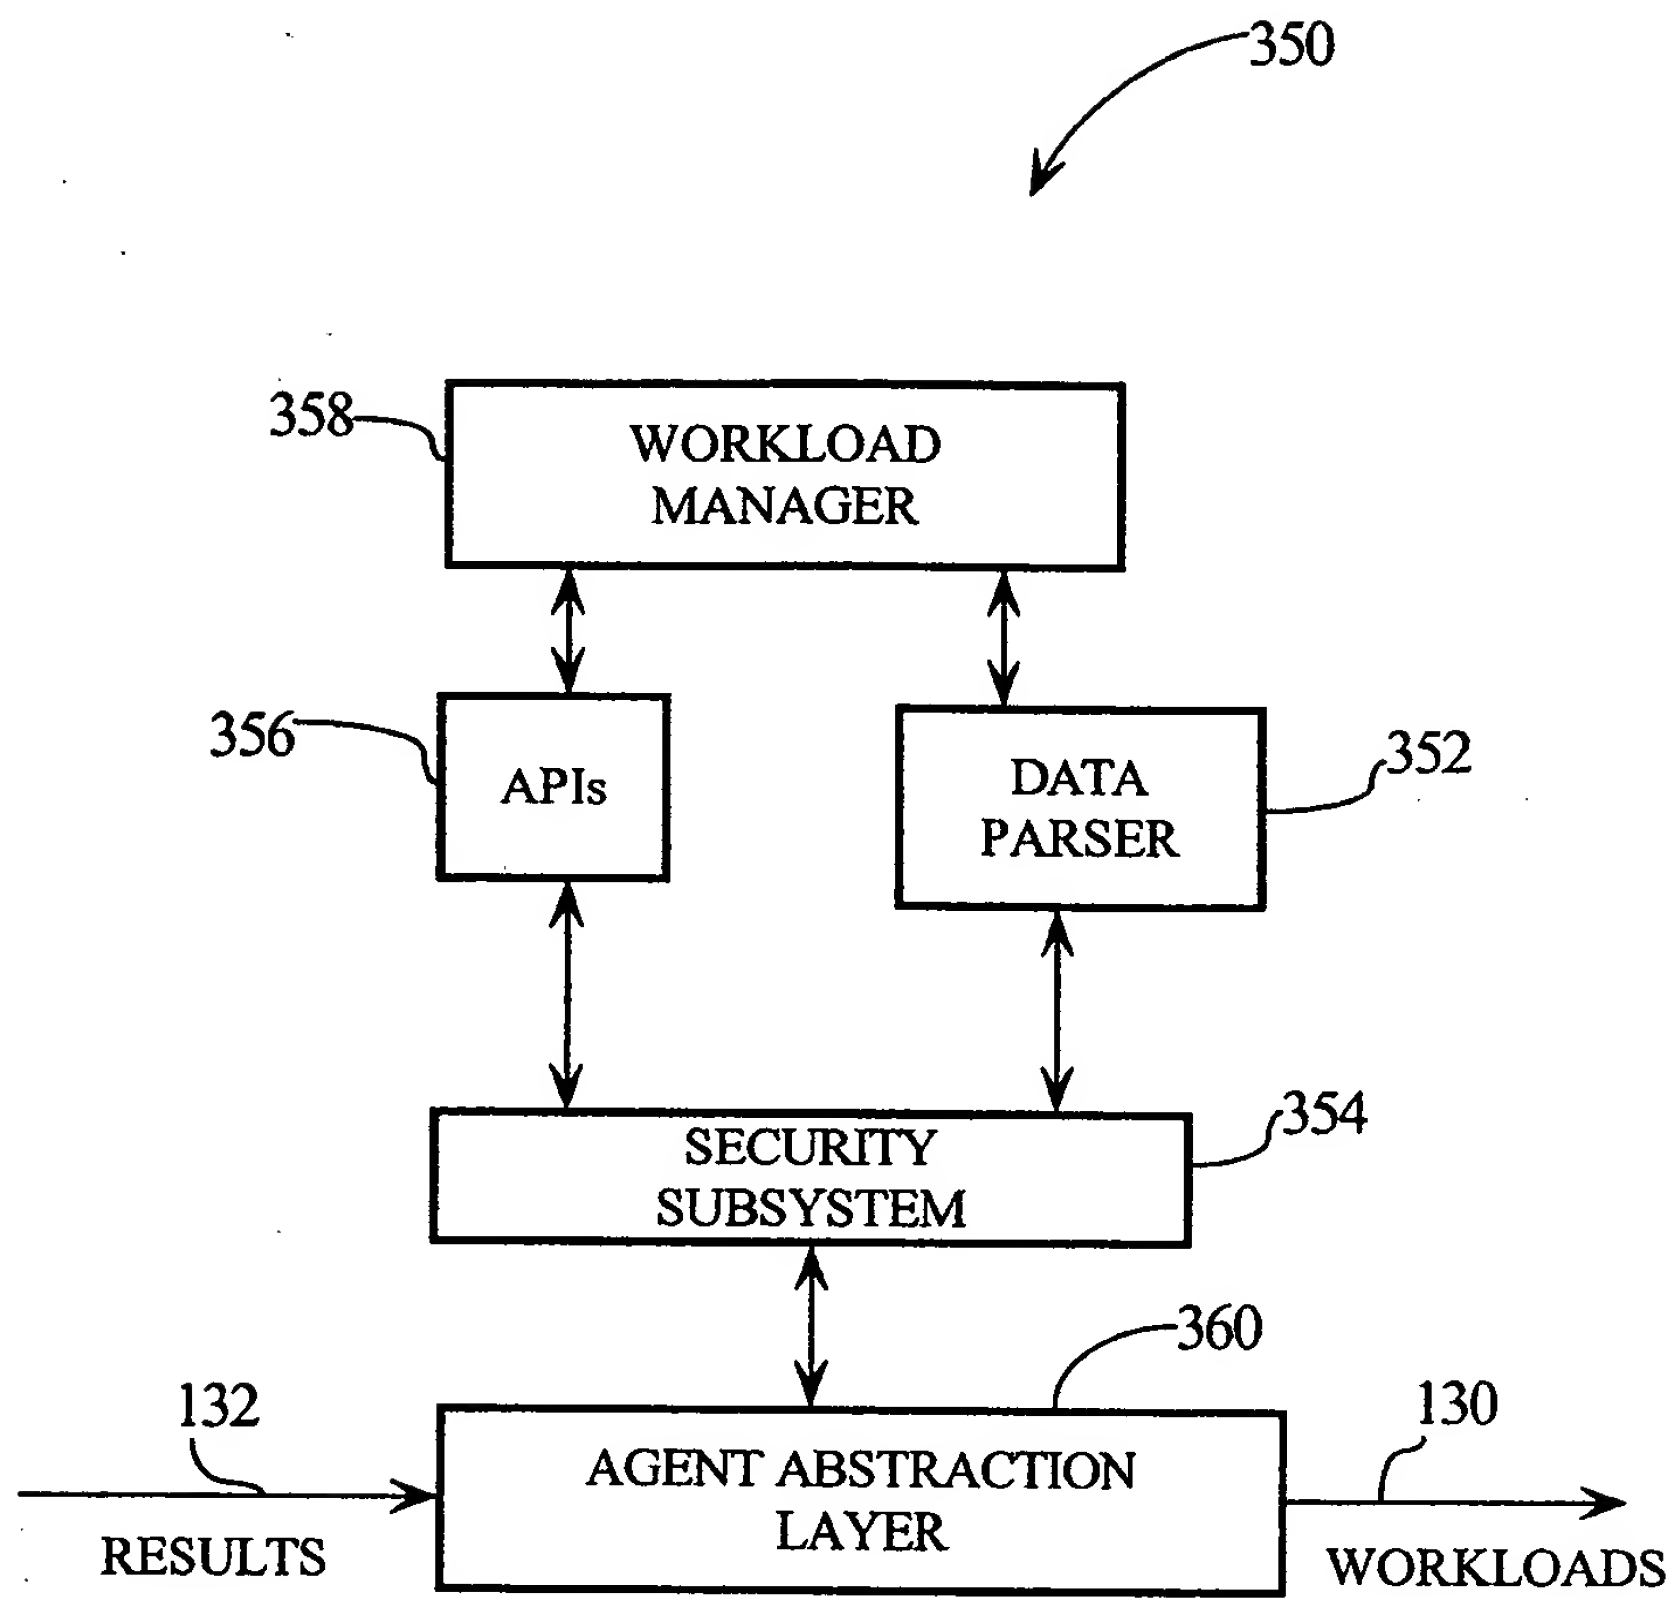 350
358
WORKLOAD
MANAGER
356
APIs
DATA
PARSER
352
SECURITY
SUBSYSTEM
354
360
132
130
AGENT ABSTRACTION
LAYER
RESULTS
WORKLOADS